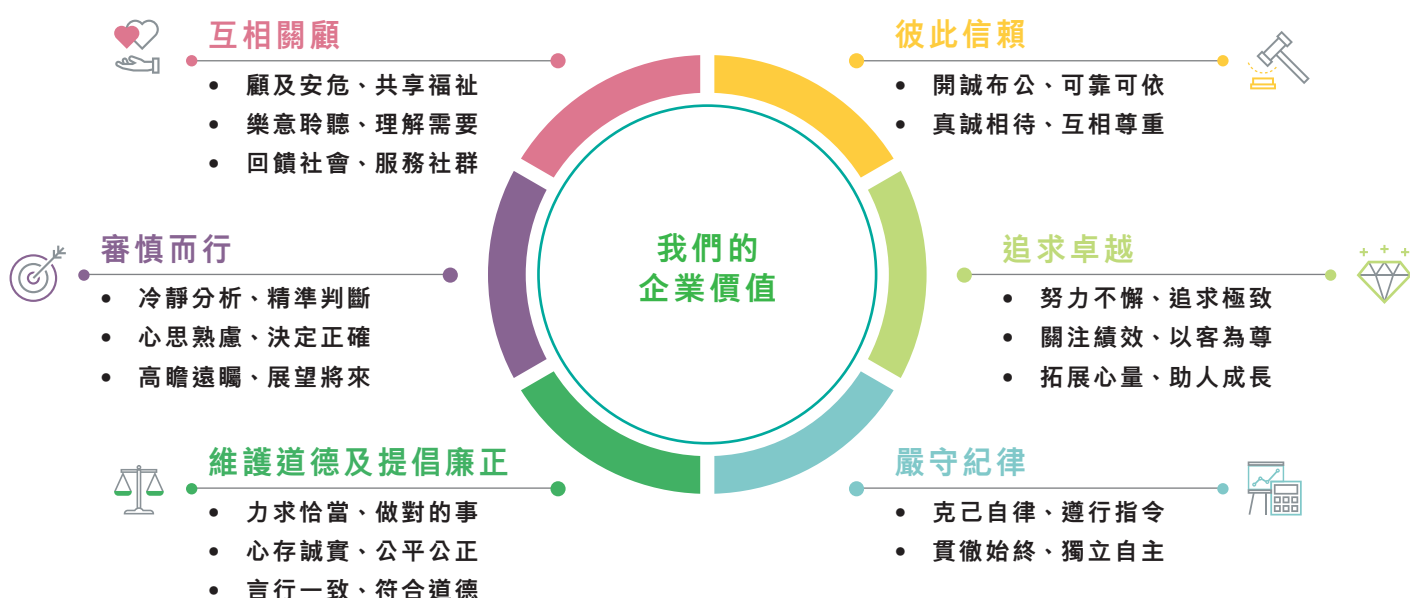 互相關顧
• 顧及安危、共享福祉
• 樂意聆聽、理解需要
• 回饋社會、服務社群
彼此信賴
• 開誠布公、可靠可依
• 真誠相待、互相尊重
審慎而行
• 冷靜分析、精準判斷
• 心思熟慮、決定正確
• 高瞻遠矚、展望將來
我們的
企業價值
追求卓越
• 努力不懈、追求極致
• 關注績效、以客為尊
• 拓展心量、助人成長
維護道德及提倡廉正
• 力求恰當、做對的事
• 心存誠實、公平公正
• 言行一致、符合道德
嚴守紀律
• 克己自律、遵行指令
• 貫徹始終、獨立自主